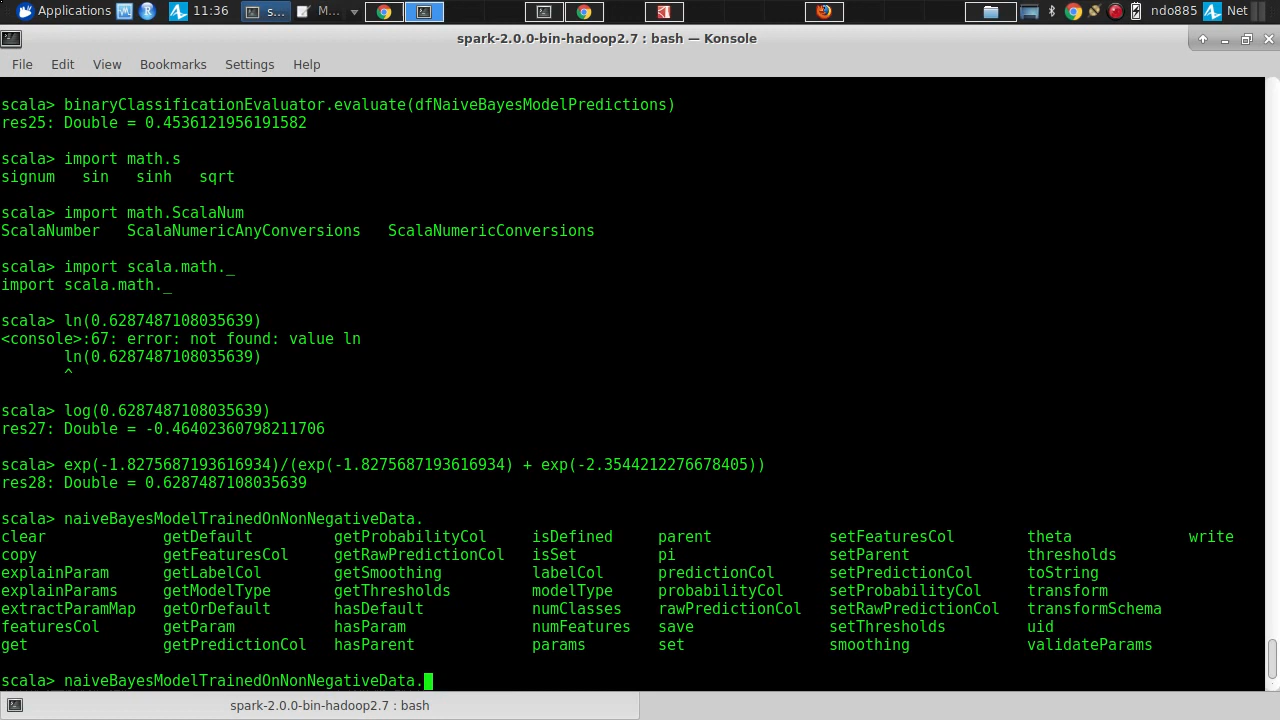 Applications 11:36 s... M... ndo885 Net
spark-2.0.0-bin-hadoop2.7 : bash — Konsole
File Edit View Bookmarks Settings Help
scala> binaryClassificationEvaluator.evaluate(dfNaiveBayesModelPredictions)
res25: Double = 0.4536121956191582
scala> import math.s
signum sin sinh sqrt
scala> import math.ScalaNum
ScalaNumber ScalaNumericAnyConversions ScalaNumericConversions
scala> import scala.math._
import scala.math._
scala> ln(0.6287487108035639)
<console>:67: error: not found: value ln
ln(0.6287487108035639)
^
scala> log(0.6287487108035639)
res27: Double = -0.46402360798211706
scala> exp(-1.8275687193616934)/(exp(-1.8275687193616934) + exp(-2.3544212276678405))
res28: Double = 0.6287487108035639
scala> naiveBayesModelTrainedOnNonNegativeData.
clear getDefault getProbabilityCol isDefined parent setFeaturesCol theta write
copy getFeaturesCol getRawPredictionCol isSet pi setParent thresholds
explainParam getLabelCol getSmoothing labelCol predictionCol setPredictionCol toString
explainParams getModelType getThresholds modelType probabilityCol setProbabilityCol transform
extractParamMap getOrDefault hasDefault numClasses rawPredictionCol setRawPredictionCol transformSchema
featuresCol getParam hasParam numFeatures save setThresholds uid
get getPredictionCol hasParent params set smoothing validateParams
scala> naiveBayesModelTrainedOnNonNegativeData.
spark-2.0.0-bin-hadoop2.7 : bash